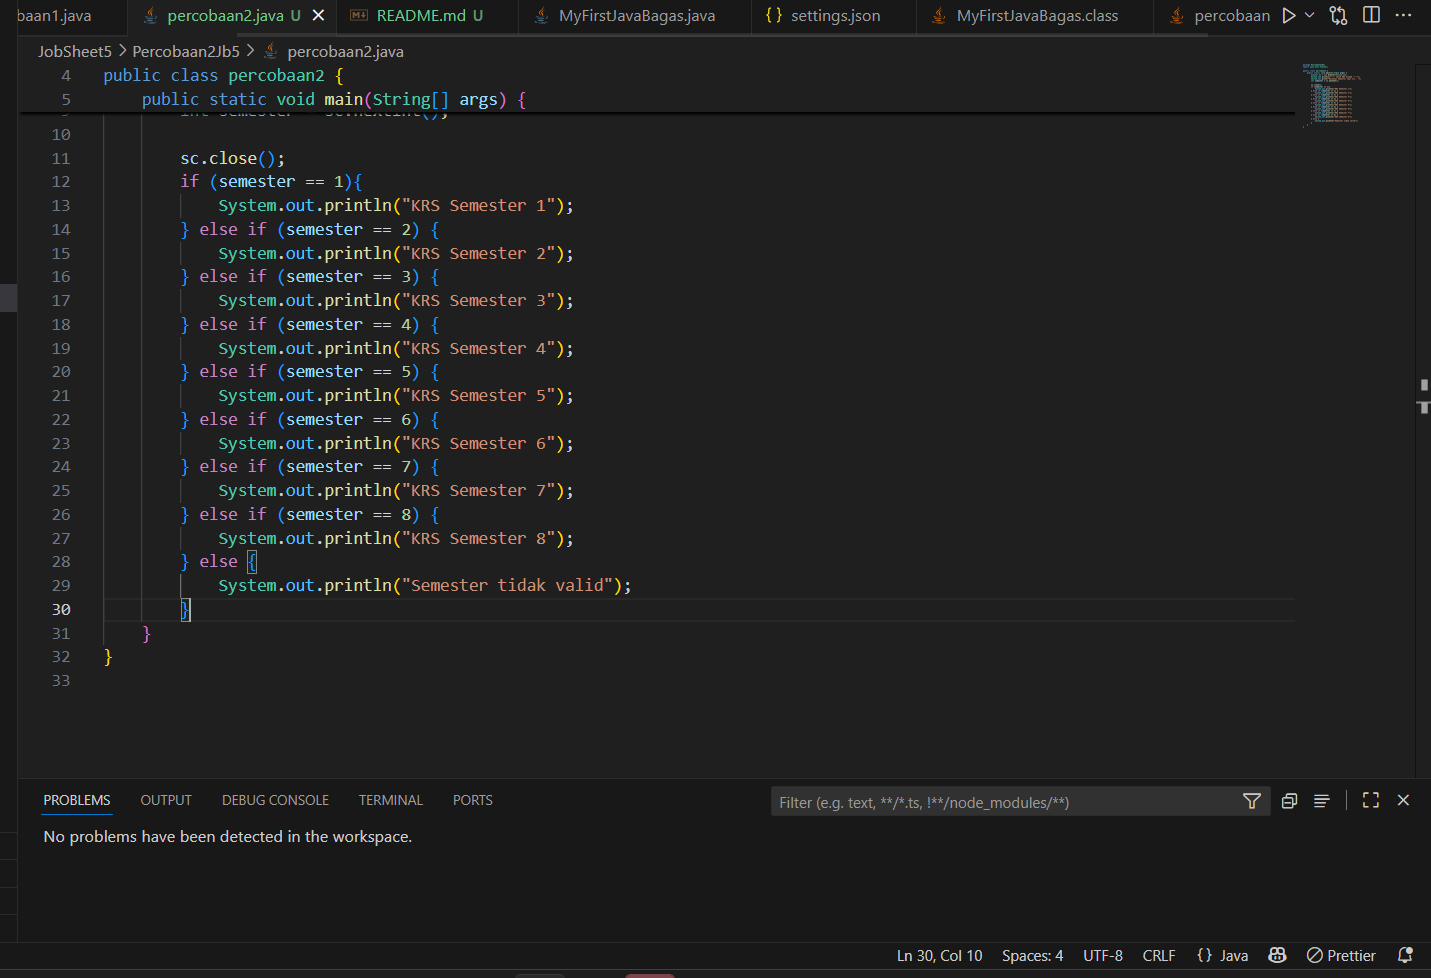 baan1.java percobaan2.java U README.md U MyFirstJavaBagas.java {} settings.json MyFirstJavaBagas.class percobaan
JobSheet5 > Percobaan2Jb5 > percobaan2.java
4 public class percobaan2 {
5 public static void main(String[] args) {
int semester = sc.nextInt();
10
11 sc.close();
12 if (semester == 1){
13 System.out.println("KRS Semester 1");
14 } else if (semester == 2) {
15 System.out.println("KRS Semester 2");
16 } else if (semester == 3) {
17 System.out.println("KRS Semester 3");
18 } else if (semester == 4) {
19 System.out.println("KRS Semester 4");
20 } else if (semester == 5) {
21 System.out.println("KRS Semester 5");
22 } else if (semester == 6) {
23 System.out.println("KRS Semester 6");
24 } else if (semester == 7) {
25 System.out.println("KRS Semester 7");
26 } else if (semester == 8) {
27 System.out.println("KRS Semester 8");
28 } else {
29 System.out.println("Semester tidak valid");
30 }
31 }
32 }
33
PROBLEMS OUTPUT DEBUG CONSOLE TERMINAL PORTS Filter (e.g. text, **/*.ts, !**/node_modules/**)
No problems have been detected in the workspace.
Ln 30, Col 10 Spaces: 4 UTF-8 CRLF {} Java Prettier